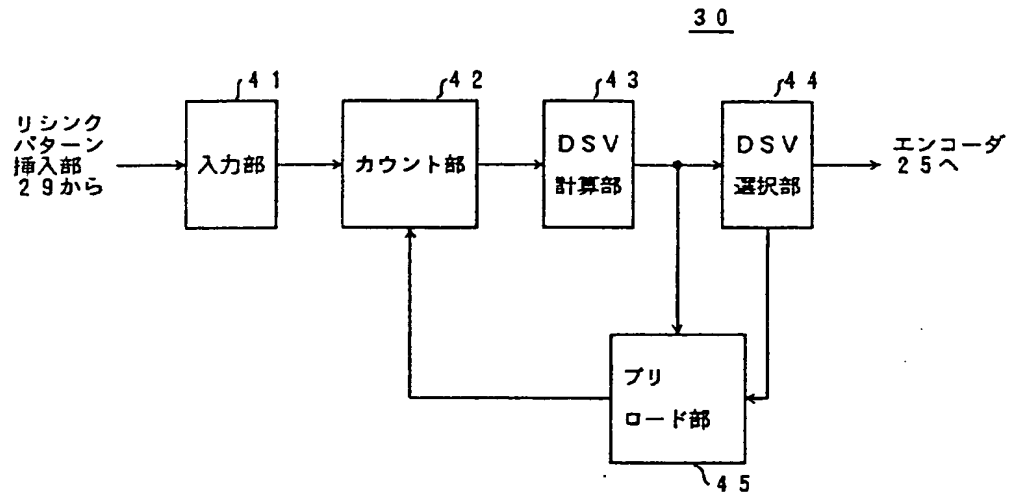 ３０
４１
４２
４３
４４
リシンク
パターン
挿入部
２９から
入力部
カウント部
ＤＳＶ
計算部
ＤＳＶ
選択部
エンコーダ
２５へ
プリ
ロード部
４５